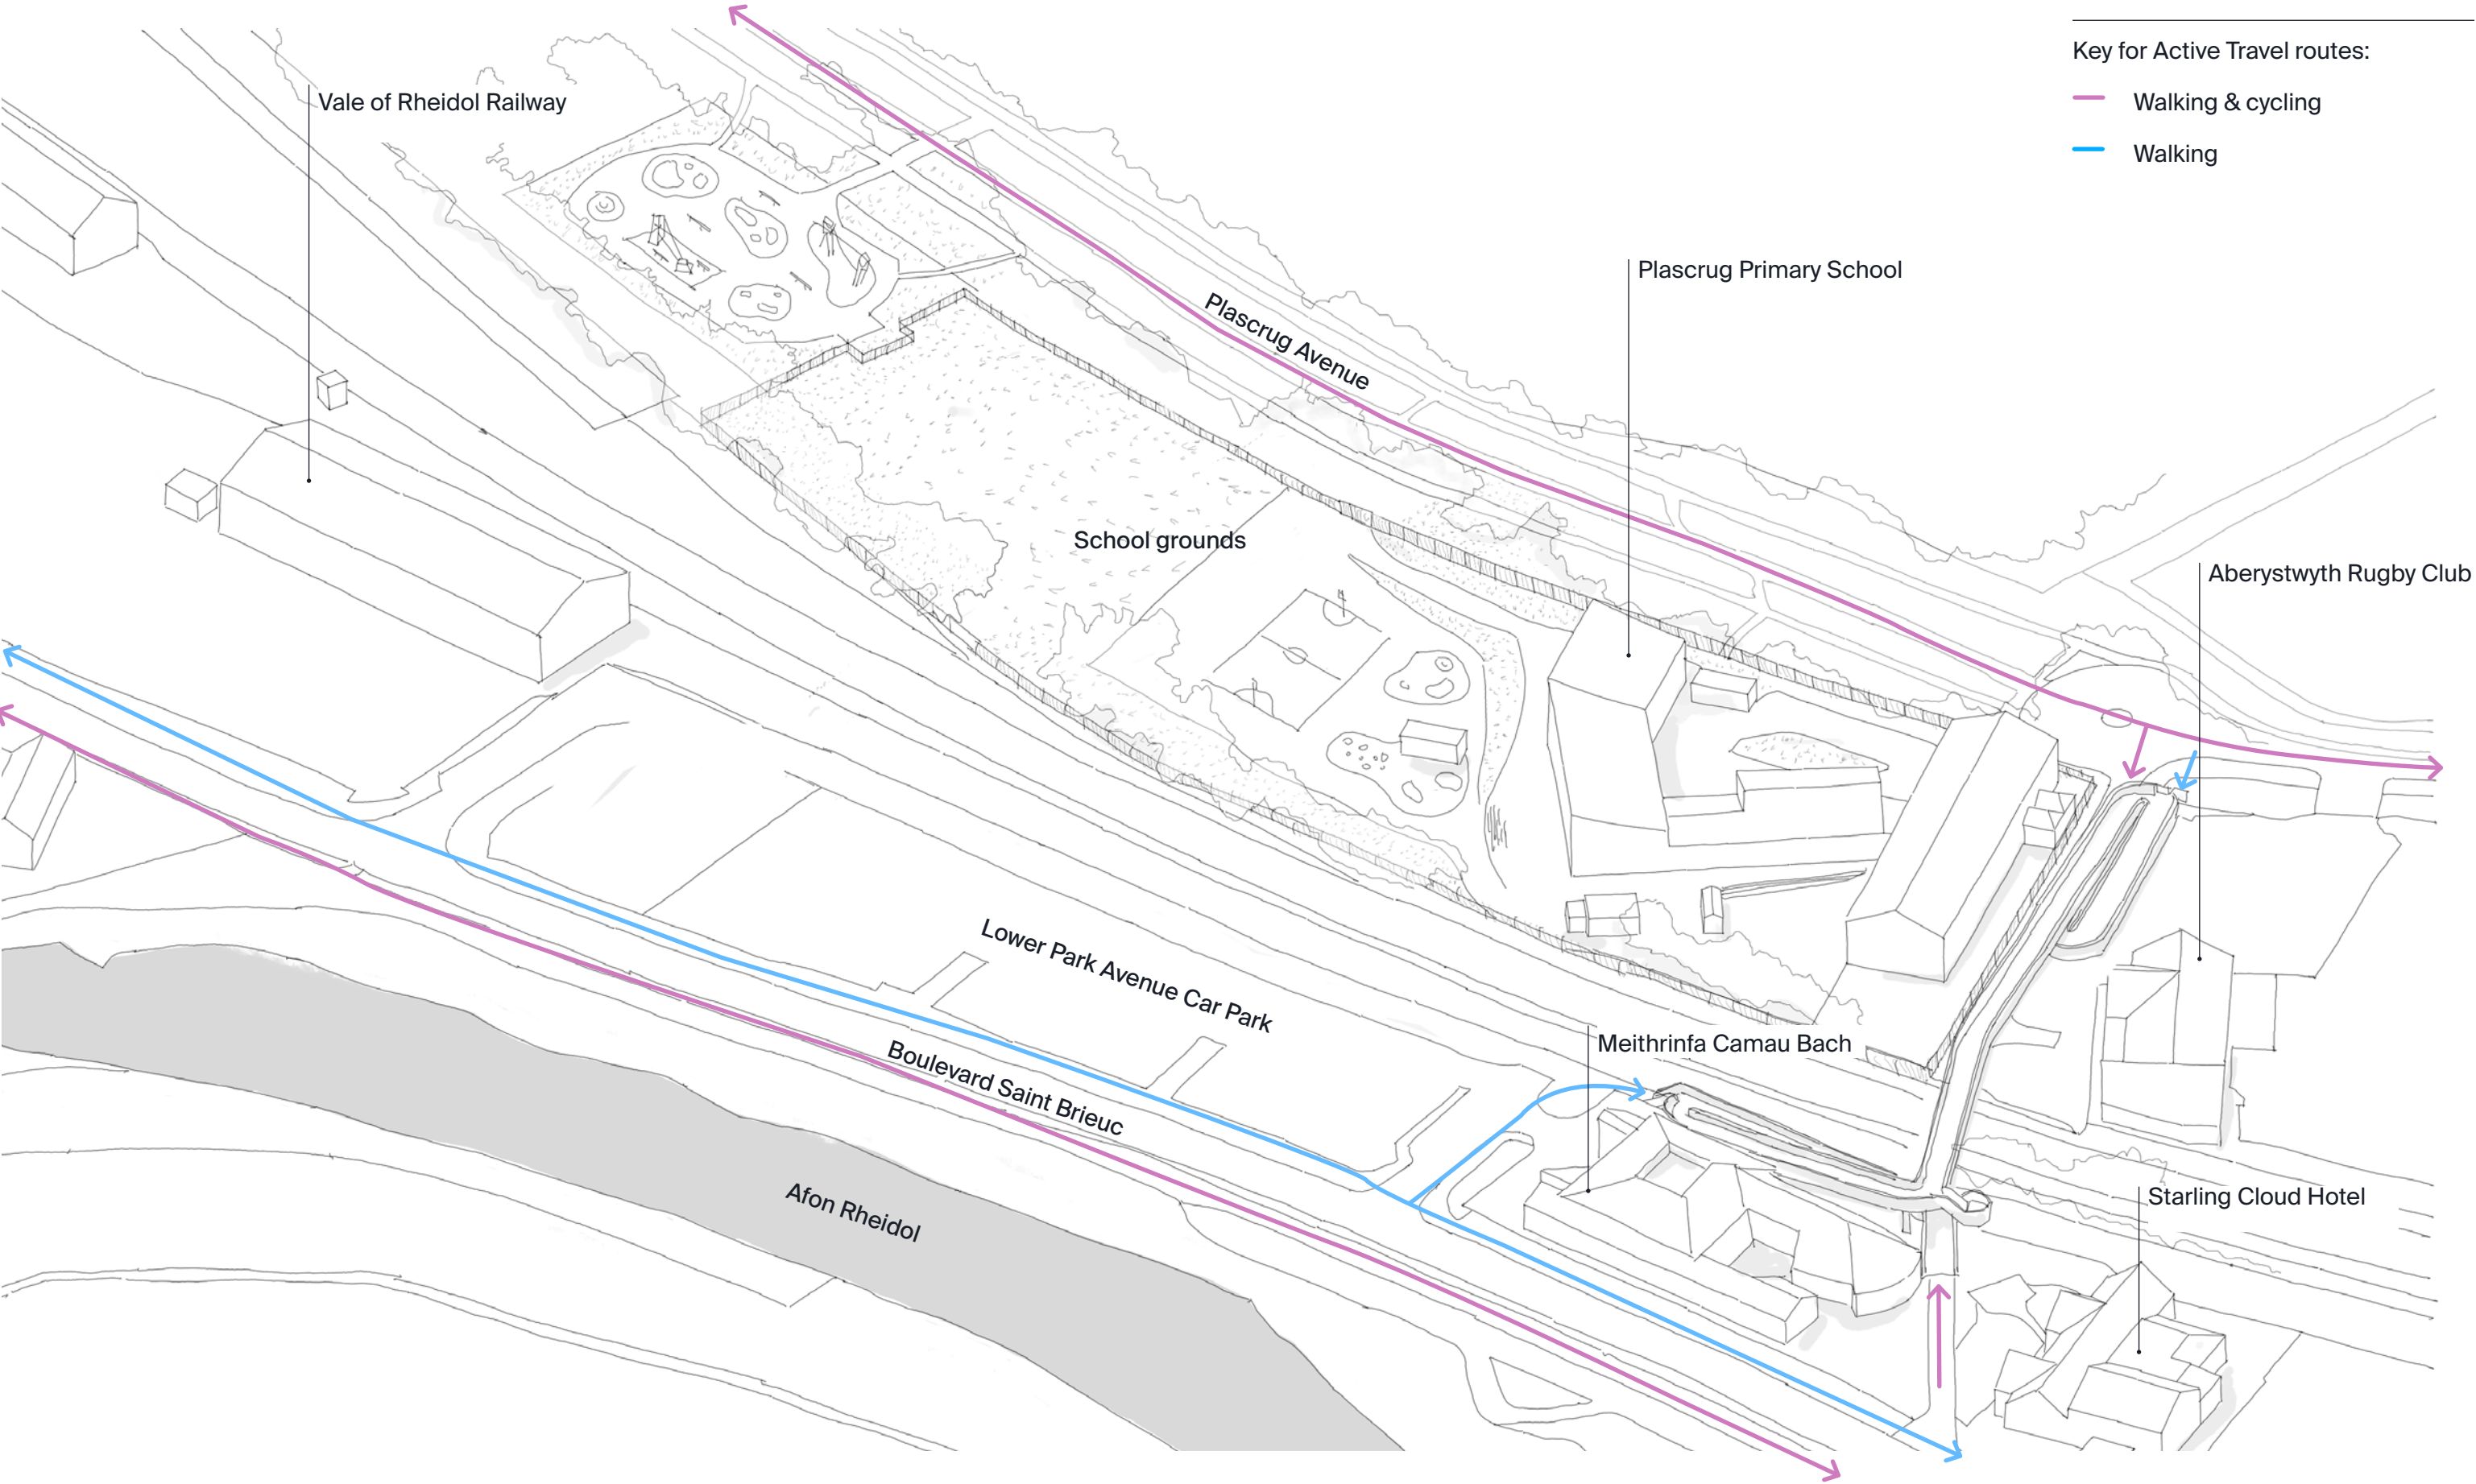 Key for Active Travel routes:
Walking & cycling
Walking
Vale of Rheidol Railway
Plascrug Primary School
Plascrug Avenue
School grounds
Aberystwyth Rugby Club
Lower Park Avenue Car Park
Meithrinfa Camau Bach
Boulevard Saint Brieuc
Afon Rheidol
Starling Cloud Hotel